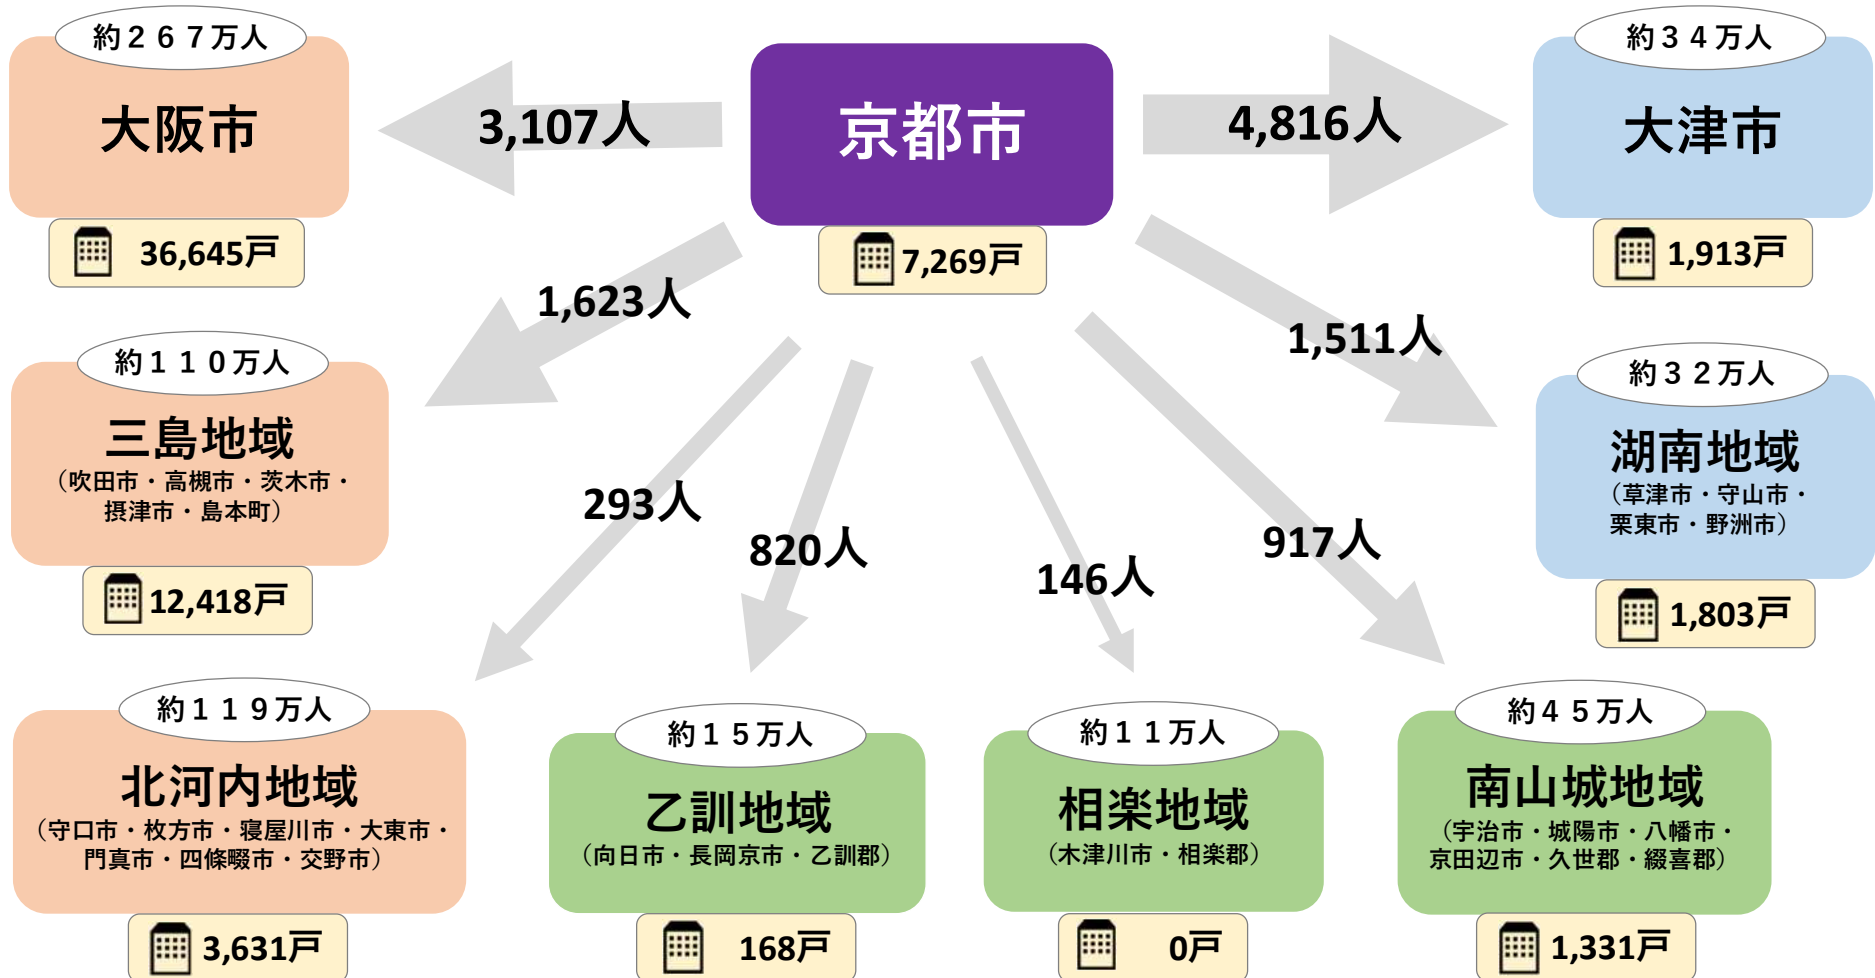 約２６７万人
大阪市
36,645戸
3,107人
京都市
7,269戸
4,816人
約３４万人
大津市
1,913戸
1,623人
1,511人
約１１０万人
三島地域
（吹田市・高槻市・茨木市・
摂津市・島本町）
12,418戸
約３２万人
湖南地域
（草津市・守山市・
栗東市・野洲市）
1,803戸
293人
820人
146人
917人
約１１９万人
北河内地域
（守口市・枚方市・寝屋川市・大東市・
門真市・四條畷市・交野市）
3,631戸
約１５万人
乙訓地域
（向日市・長岡京市・乙訓郡）
168戸
約１１万人
相楽地域
（木津川市・相楽郡）
0戸
約４５万人
南山城地域
（宇治市・城陽市・八幡市・
京田辺市・久世郡・綴喜郡）
1,331戸